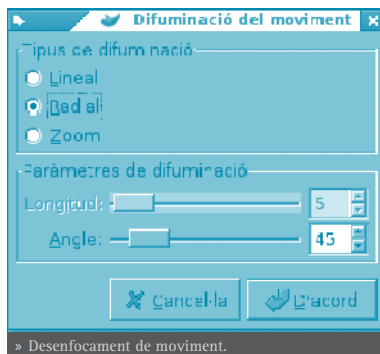 Difuminació del moviment
Tipus de difuminació
Lineal
Radial
Zoom
Paràmetres de difuminació
Longitud: 5
Angle: 45
Cancel·la D'acord
» Desenfocament de moviment.